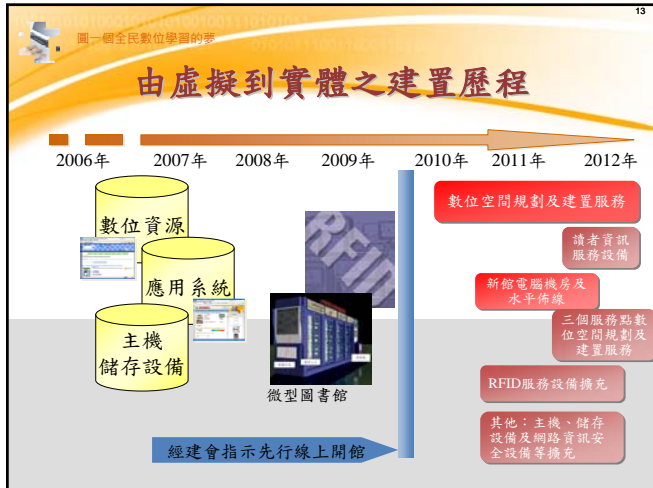 13
圓一個全民數位學習的夢
由虛擬到實體之建置歷程
2006年 2007年 2008年 2009年 2010年 2011年 2012年
數位資源
應用系統
主機
儲存設備
RFID
微型圖書館
經建會指示先行線上開館
數位空間規劃及建置服務
讀者資訊
服務設備
新館電腦機房及
水平佈線
三個服務點數
位空間規劃及
建置服務
RFID服務設備擴充
其他：主機、儲存
設備及網路資訊安
全設備等擴充